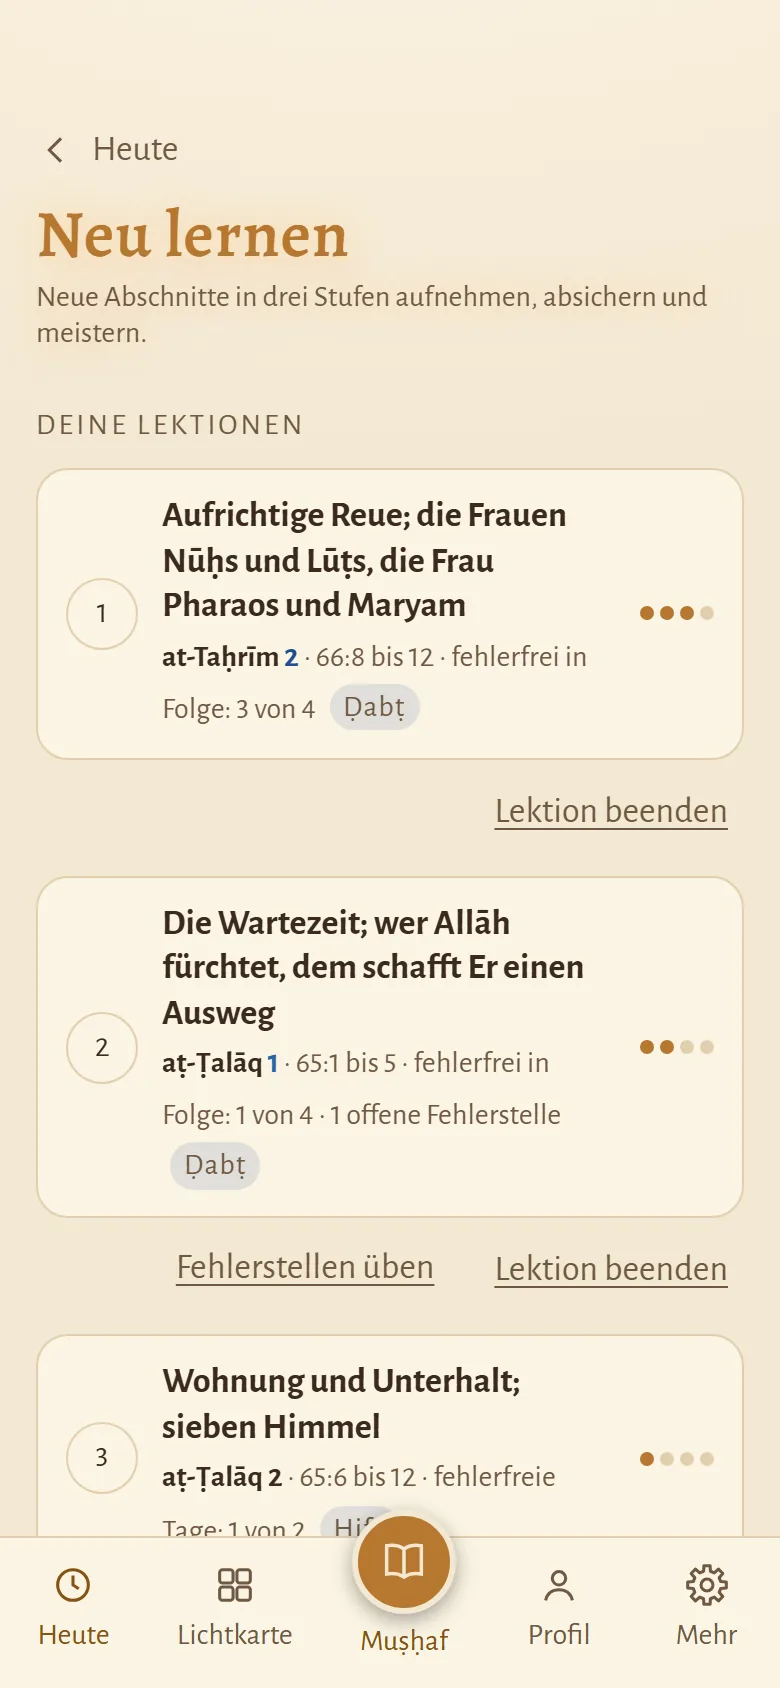 Heute
Neu lernen
Neue Abschnitte in drei Stufen aufnehmen, absichern und
meistern.
DEINE LEKTIONEN
1
Aufrichtige Reue; die Frauen
Nūḥs und Lūṭs, die Frau
Pharaos und Maryam
at-Taḥrīm 2 · 66:8 bis 12 · fehlerfrei in
Folge: 3 von 4 Ḍabṭ
Lektion beenden
2
Die Wartezeit; wer Allāh
fürchtet, dem schafft Er einen
Ausweg
aṭ-Ṭalāq 1 · 65:1 bis 5 · fehlerfrei in
Folge: 1 von 4 · 1 offene Fehlerstelle
Ḍabṭ
Fehlerstellen üben Lektion beenden
3
Wohnung und Unterhalt;
sieben Himmel
aṭ-Ṭalāq 2 · 65:6 bis 12 · fehlerfreie
Tage: 1 von 2
Heute Lichtkarte Muṣḥaf Profil Mehr